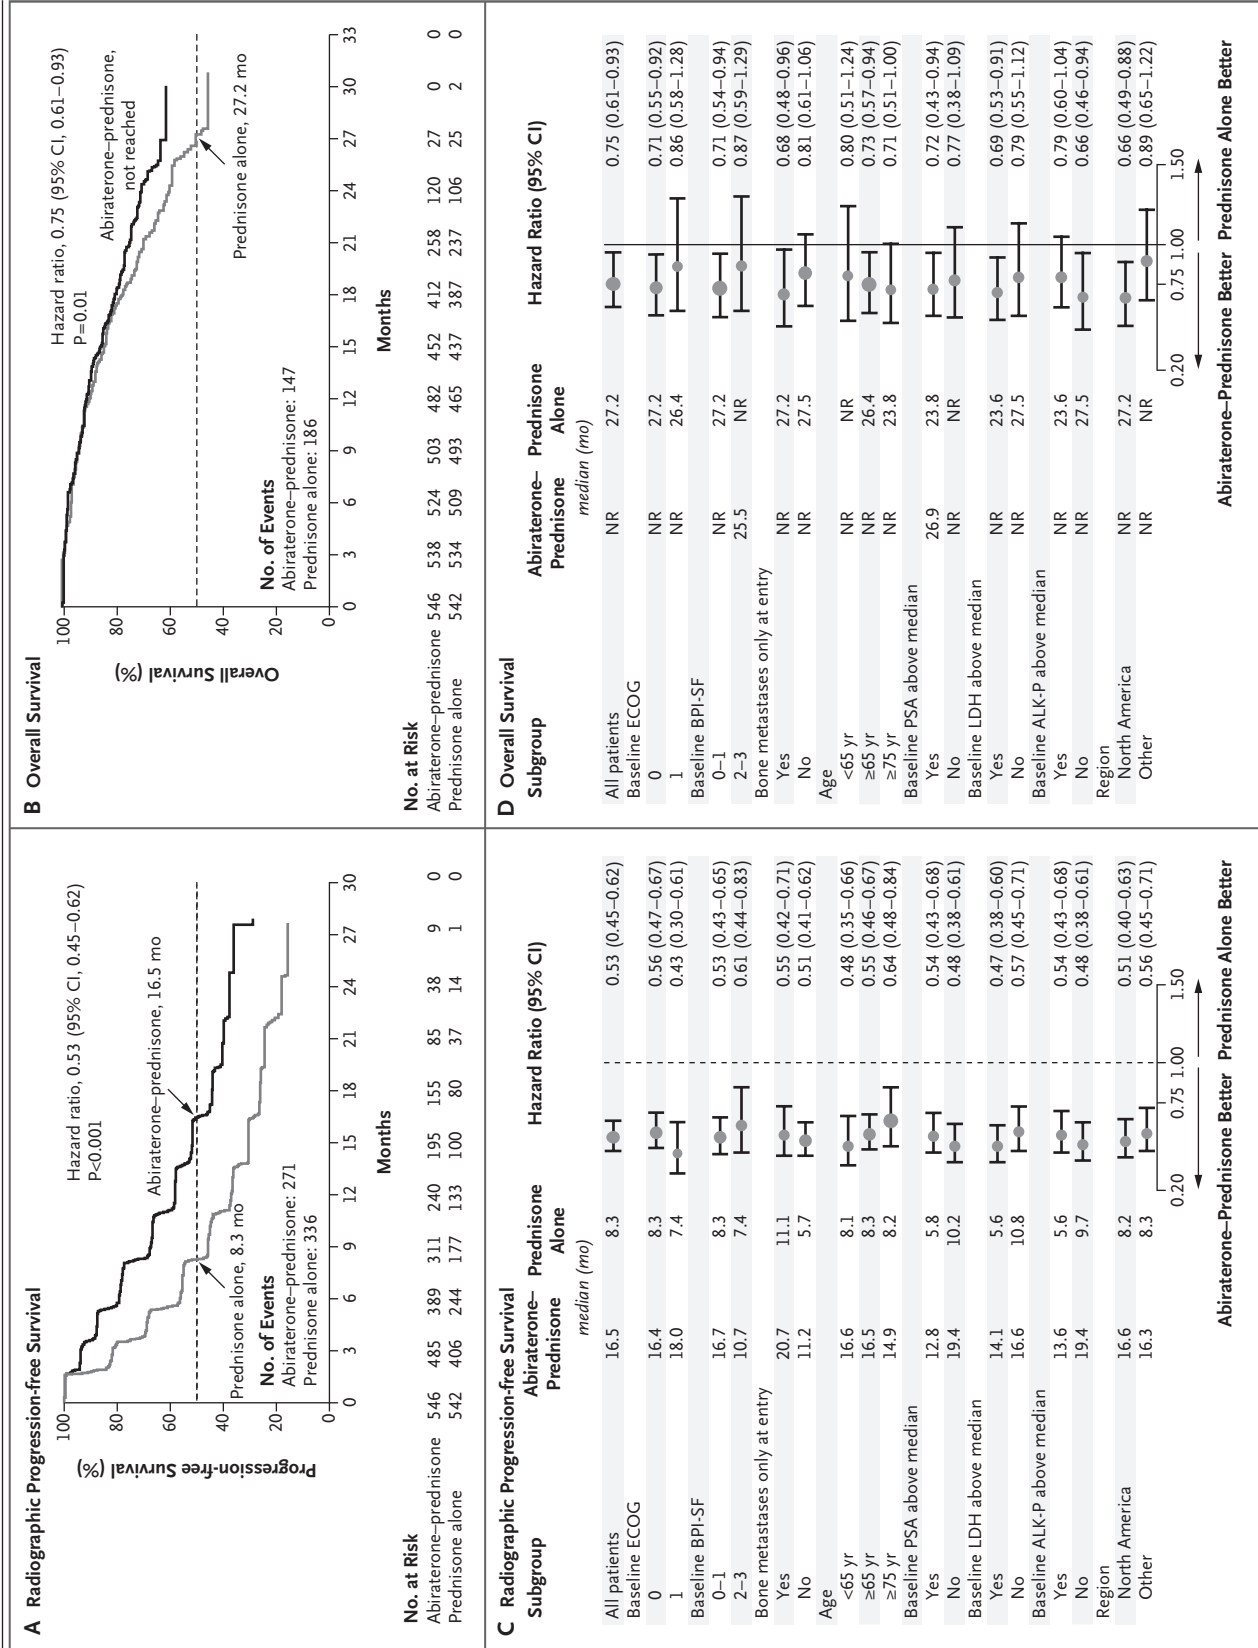 A Radiographic Progression-free Survival
Progression-free Survival (%)
100
80
60
40
20
0
0 3 6 9 12 15 18 21 24 27 30
Months
Hazard ratio, 0.53 (95% CI, 0.45–0.62)
P<0.001
Abiraterone–prednisone, 16.5 mo
Prednisone alone, 8.3 mo
No. of Events
Abiraterone–prednisone: 271
Prednisone alone: 336
No. at Risk
Abiraterone–prednisone 546 485 389 311 240 195 155 85 38 9 0
Prednisone alone 542 406 244 177 133 100 80 37 14 1 0
B Overall Survival
Overall Survival (%)
100
80
60
40
20
0
0 3 6 9 12 15 18 21 24 27 30 33
Months
Hazard ratio, 0.75 (95% CI, 0.61–0.93)
P=0.01
Abiraterone–prednisone,
not reached
Prednisone alone, 27.2 mo
No. of Events
Abiraterone–prednisone: 147
Prednisone alone: 186
No. at Risk
Abiraterone–prednisone 546 538 524 503 482 452 412 258 120 27 0 0
Prednisone alone 542 534 509 493 465 437 387 237 106 25 2 0
C Radiographic Progression-free Survival
Subgroup Abiraterone–Prednisone Prednisone Alone Hazard Ratio (95% CI)
median (mo)
All patients 16.5 8.3 0.53 (0.45–0.62)
Baseline ECOG
0 16.4 8.3 0.56 (0.47–0.67)
1 18.0 7.4 0.43 (0.30–0.61)
Baseline BPI-SF
0–1 16.7 8.3 0.53 (0.43–0.65)
2–3 10.7 7.4 0.61 (0.44–0.83)
Bone metastases only at entry
Yes 20.7 11.1 0.55 (0.42–0.71)
No 11.2 5.7 0.51 (0.41–0.62)
Age
<65 yr 16.6 8.1 0.48 (0.35–0.66)
≥65 yr 16.5 8.3 0.55 (0.46–0.67)
≥75 yr 14.9 8.2 0.64 (0.48–0.84)
Baseline PSA above median
Yes 12.8 5.8 0.54 (0.43–0.68)
No 19.4 10.2 0.48 (0.38–0.61)
Baseline LDH above median
Yes 14.1 5.6 0.47 (0.38–0.60)
No 16.6 10.8 0.57 (0.45–0.71)
Baseline ALK-P above median
Yes 13.6 5.6 0.54 (0.43–0.68)
No 19.4 9.7 0.48 (0.38–0.61)
Region
North America 16.6 8.2 0.51 (0.40–0.63)
Other 16.3 8.3 0.56 (0.45–0.71)
0.20 0.75 1.00 1.50
Abiraterone–Prednisone Better Prednisone Alone Better
D Overall Survival
Subgroup Abiraterone–Prednisone Prednisone Alone Hazard Ratio (95% CI)
median (mo)
All patients NR 27.2 0.75 (0.61–0.93)
Baseline ECOG
0 NR 27.2 0.71 (0.55–0.92)
1 NR 26.4 0.86 (0.58–1.28)
Baseline BPI-SF
0–1 NR 27.2 0.71 (0.54–0.94)
2–3 25.5 NR 0.87 (0.59–1.29)
Bone metastases only at entry
Yes NR 27.2 0.68 (0.48–0.96)
No NR 27.5 0.81 (0.61–1.06)
Age
<65 yr NR NR 0.80 (0.51–1.24)
≥65 yr NR 26.4 0.73 (0.57–0.94)
≥75 yr NR 23.8 0.71 (0.51–1.00)
Baseline PSA above median
Yes 26.9 23.8 0.72 (0.43–0.94)
No NR NR 0.77 (0.38–1.09)
Baseline LDH above median
Yes NR 23.6 0.69 (0.53–0.91)
No NR 27.5 0.79 (0.55–1.12)
Baseline ALK-P above median
Yes NR 23.6 0.79 (0.60–1.04)
No NR 27.5 0.66 (0.46–0.94)
Region
North America NR 27.2 0.66 (0.49–0.88)
Other NR NR 0.89 (0.65–1.22)
0.20 0.75 1.00 1.50
Abiraterone–Prednisone Better Prednisone Alone Better